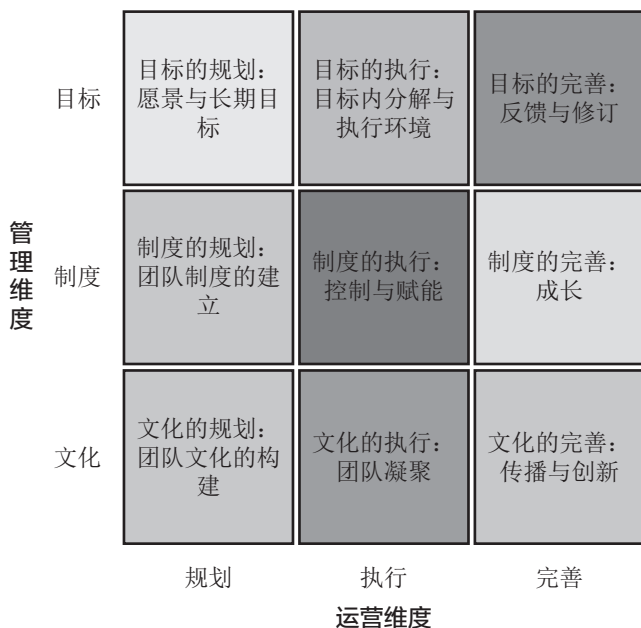 目标的规划：
愿景与长期目
标
目标的执行：
目标内分解与
执行环境
目标的完善：
反馈与修订
目标
制度的规划：
团队制度的建
立
制度的执行：
控制与赋能
制度的完善：
成长
制度
管理维度
文化的规划：
团队文化的构
建
文化的执行：
团队凝聚
文化的完善：
传播与创新
文化
规划
执行
完善
运营维度